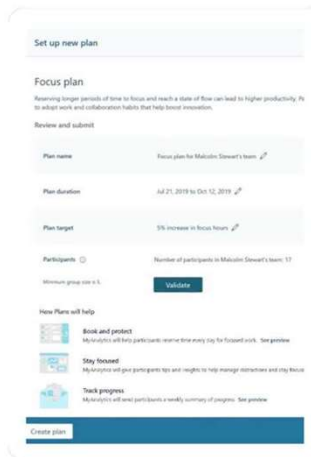 Set up new plan
Focus plan
Reserving longer periods of time to focus and reach a state of flow can lead to higher productivity.
to adopt work and collaboration habits that help boost innovation.
Review and submit
Plan name Focus plan for Malcolm Stewart's team
Plan duration Jul 21, 2019 to Oct 12, 2019
Plan target 5% increase in focus hours
Participants Number of participants in Malcolm Stewart's team: 17
Minimum group size is 5.
Validate
How Plans will help
Book and protect
MyAnalytics will help participants reserve time every day for focused work. See preview
Stay focused
MyAnalytics will give participants tips and insights to help manage distractions and stay focus
Track progress
MyAnalytics will send participants a weekly summary of progress. See preview
Create plan